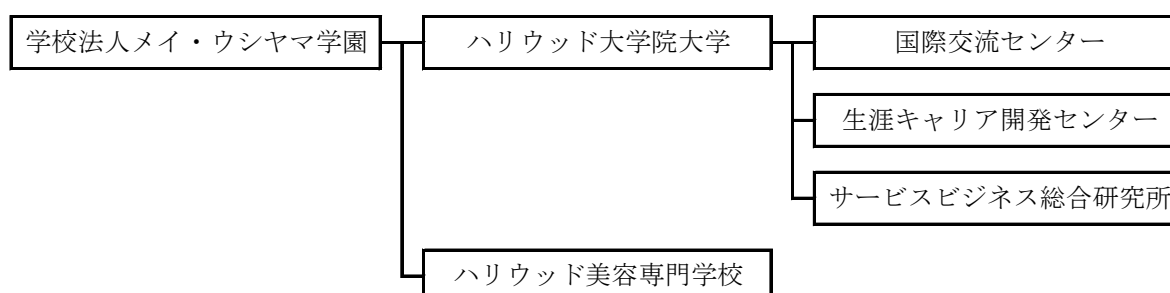 学校法人メイ・ウシヤマ学園
ハリウッド大学院大学
国際交流センター
生涯キャリア開発センター
サービスビジネス総合研究所
ハリウッド美容専門学校